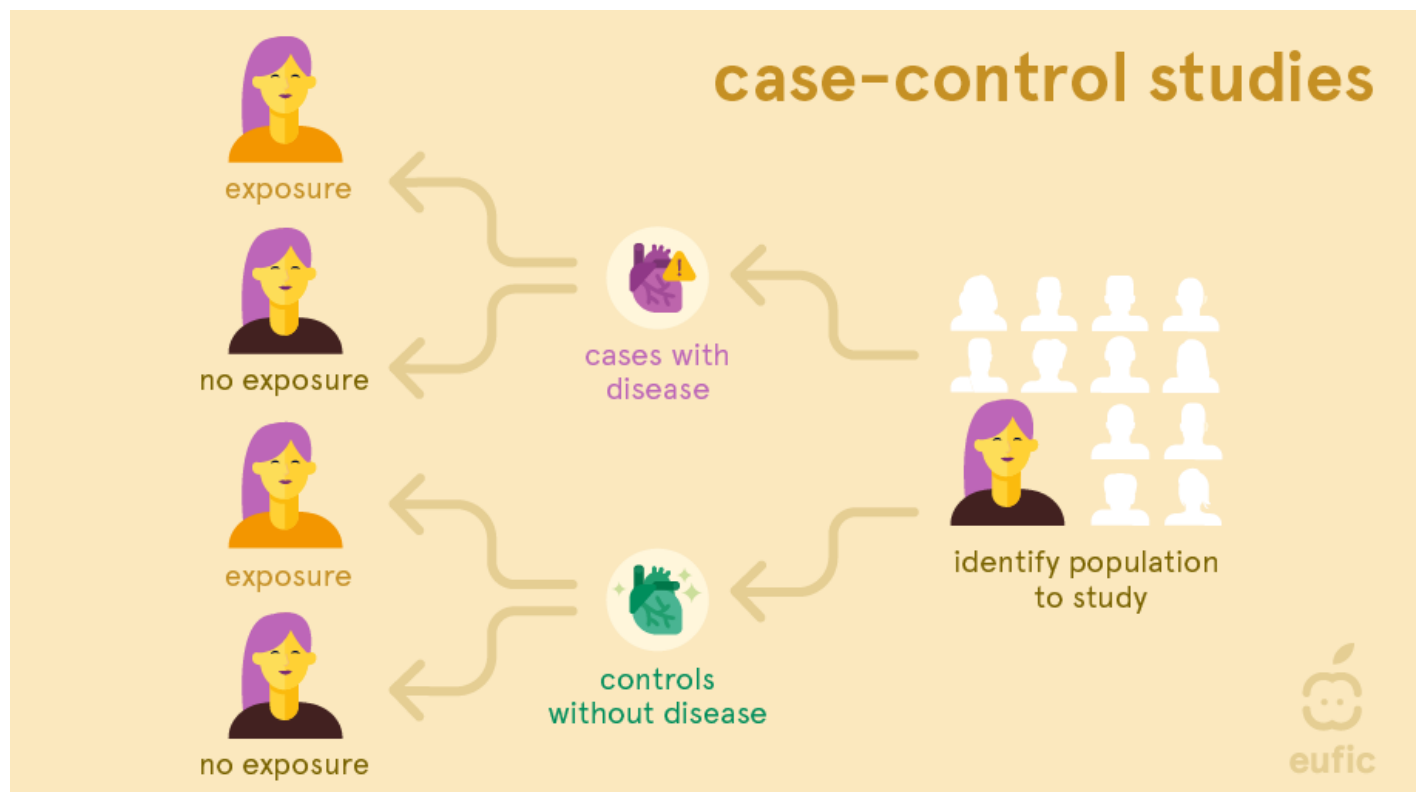 case-control studies
exposure
no exposure
cases with
disease
exposure
identify population
to study
controls
without disease
no exposure
eufic